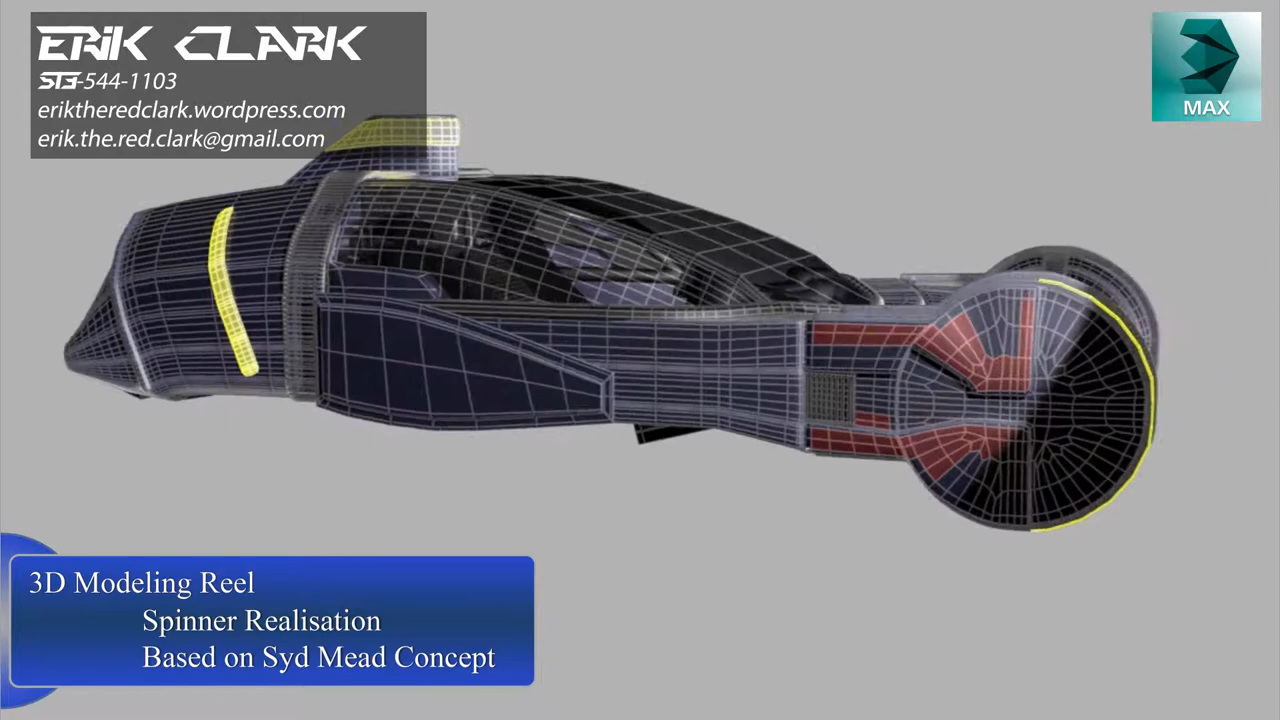 ERIK CLARK
-544-1103
eriktheredclark.wordpress.com
erik.the.red.clark@gmail.com
MAX
3D Modeling Reel
Spinner Realisation
Based on Syd Mead Concept